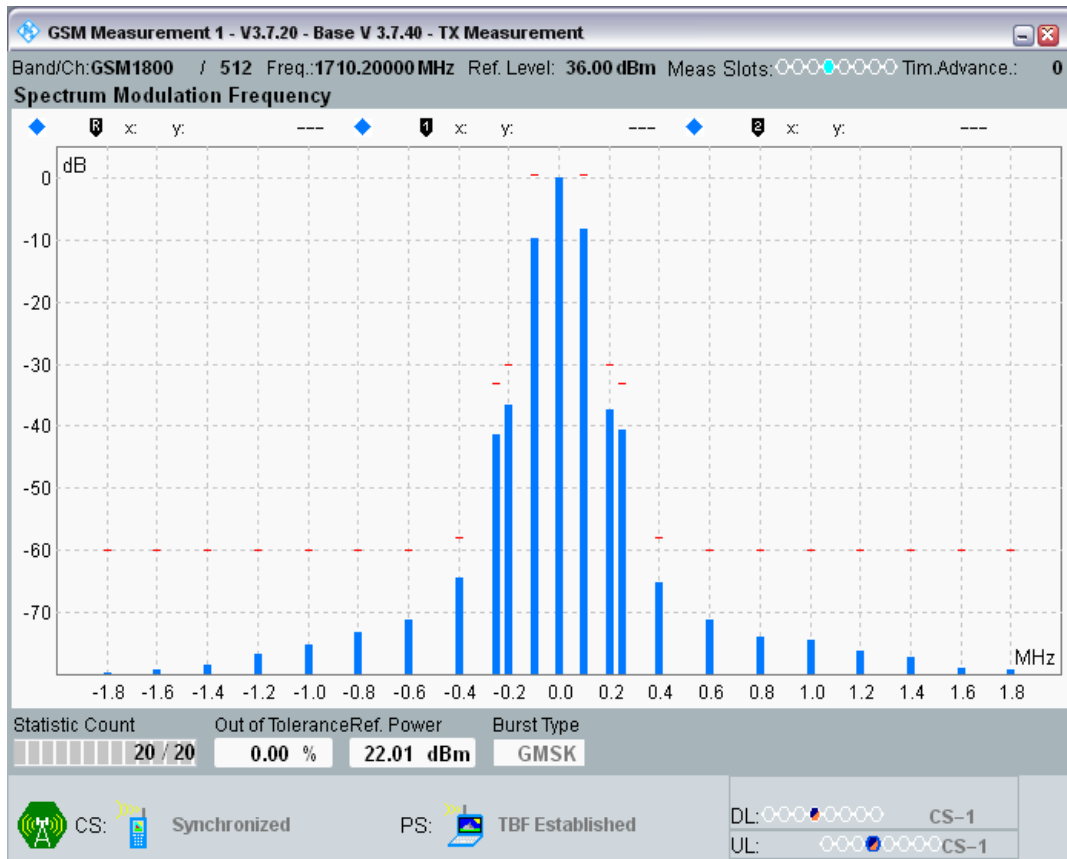 GSM Measurement 1 - V3.7.20 - Base V 3.7.40 - TX Measurement
Band/Ch:GSM1800 / 512 Freq.:1710.20000 MHz Ref. Level: 36.00 dBm Meas Slots: Tim.Advance.: 0
Spectrum Modulation Frequency
R x: y: --- 1 x: y: --- 2 x: y: ---
dB
0
-10
-20
-30
-40
-50
-60
-70
MHz
-1.8 -1.6 -1.4 -1.2 -1.0 -0.8 -0.6 -0.4 -0.2 0.0 0.2 0.4 0.6 0.8 1.0 1.2 1.4 1.6 1.8
Statistic Count Out of Tolerance Ref. Power Burst Type
20 / 20 0.00 % 22.01 dBm GMSK
CS: Synchronized PS: TBF Established DL: CS-1
UL: CS-1